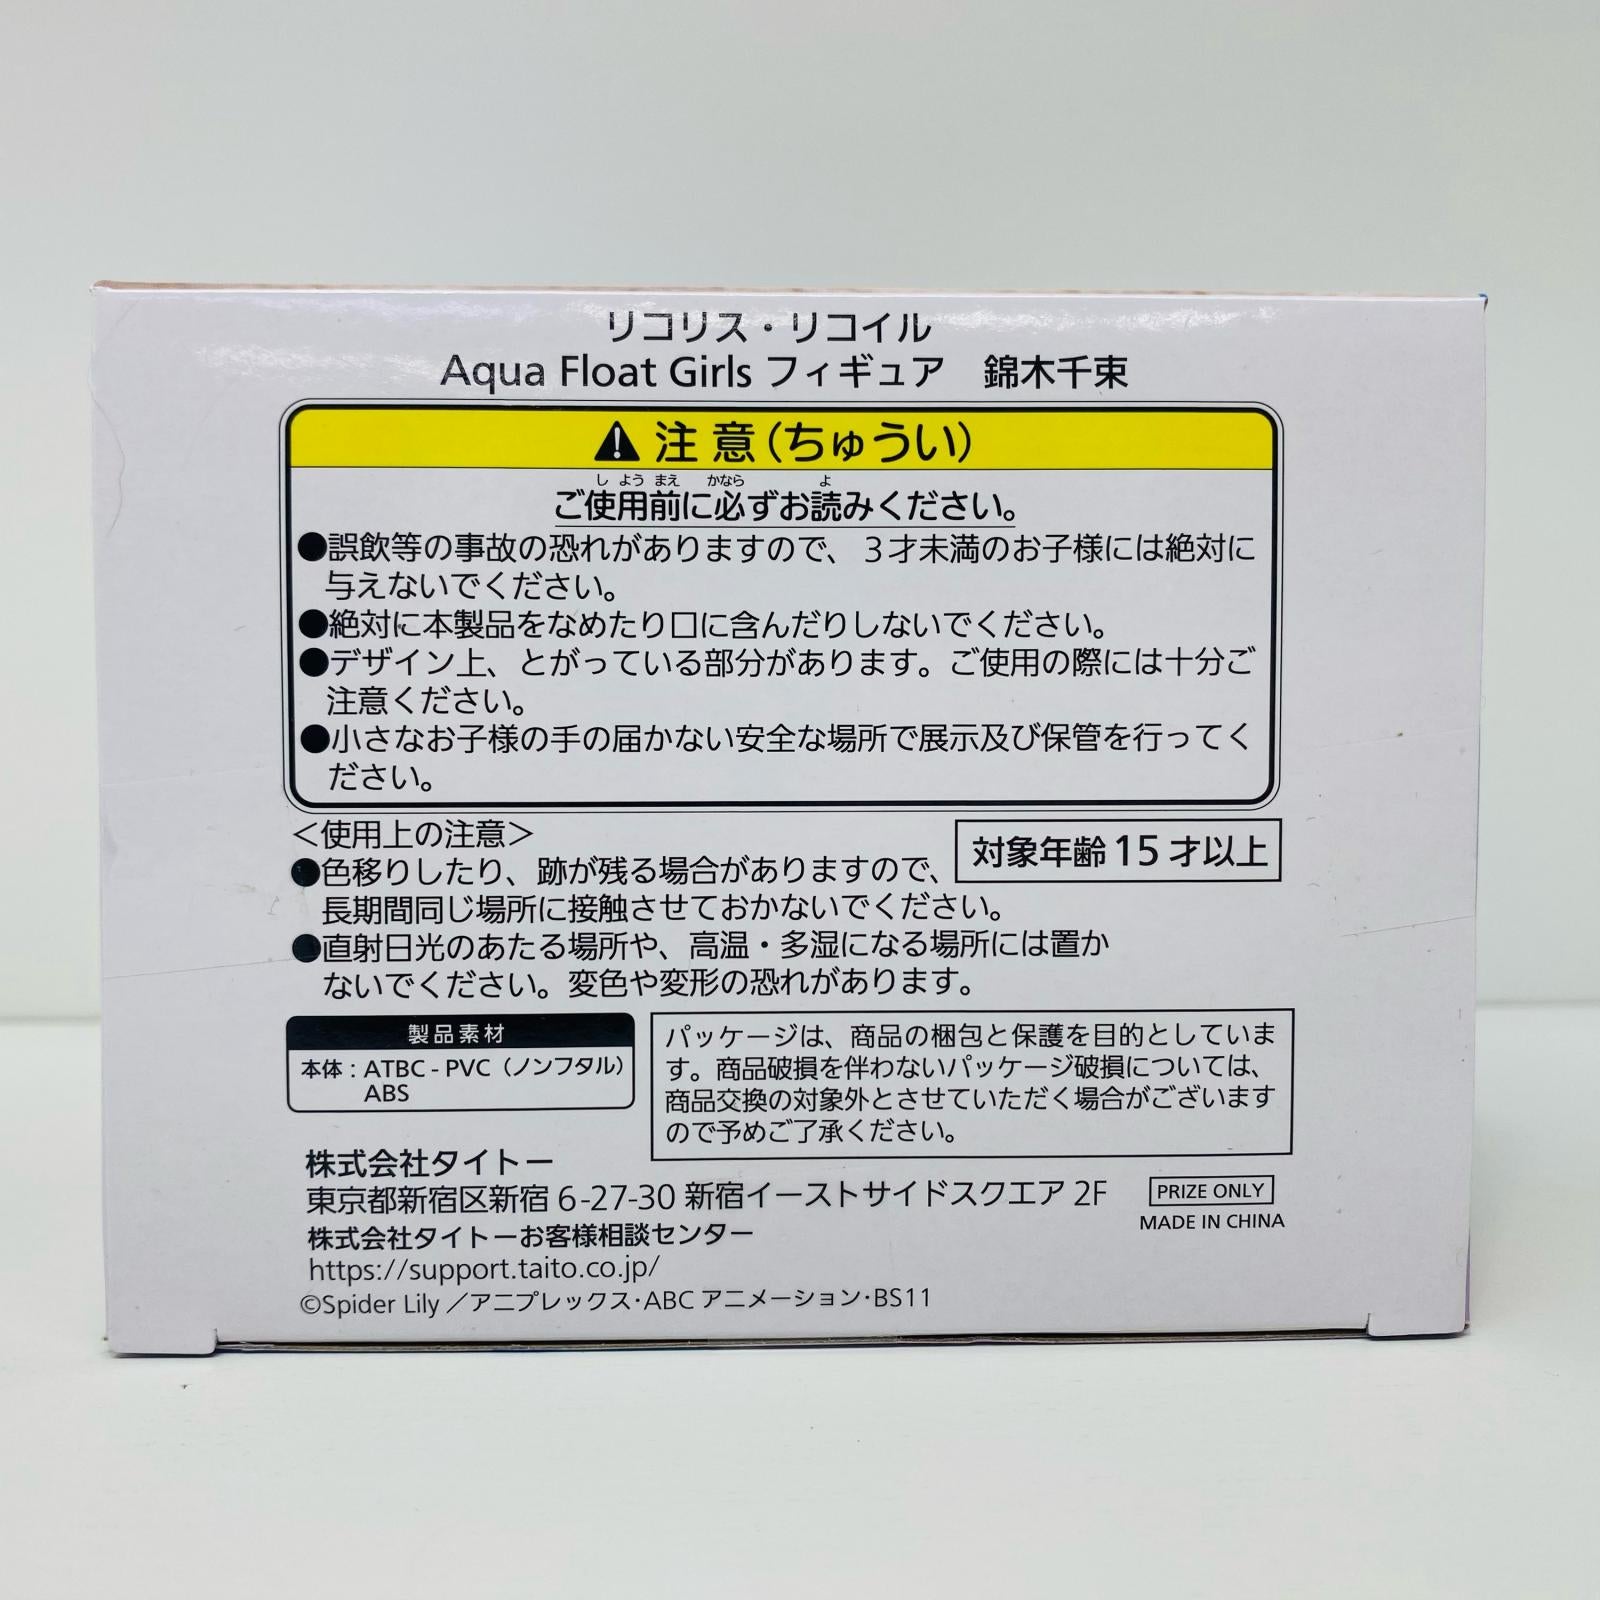 リコリス・リコイル
Aqua Float Girls フィギュア　錦木千束
注意(ちゅうい)
ご使用前に必ずお読みください。
●誤飲等の事故の恐れがありますので、3才未満のお子様には絶対に
与えないでください。
●絶対に本製品をなめたり口に含んだりしないでください。
●デザイン上、とがっている部分があります。ご使用の際には十分ご
注意ください。
●小さなお子様の手の届かない安全な場所で展示及び保管を行ってく
ださい。
＜使用上の注意＞
対象年齢15才以上
●色移りしたり、跡が残る場合がありますので、
長期間同じ場所に接触させておかないでください。
●直射日光のあたる場所や、高温・多湿になる場所には置か
ないでください。変色や変形の恐れがあります。
製品素材
本体：ATBC-PVC（ノンフタル）
ABS
パッケージは、商品の梱包と保護を目的としていま
す。商品破損を伴わないパッケージ破損については、
商品交換の対象外とさせていただく場合がございます
ので予めご了承ください。
株式会社タイトー
東京都新宿区新宿6-27-30 新宿イーストサイドスクエア2F
PRIZE ONLY
MADE IN CHINA
株式会社タイトーお客様相談センター
https://support.taito.co.jp/
©Spider Lily／アニプレックス・ABCアニメーション・BS11